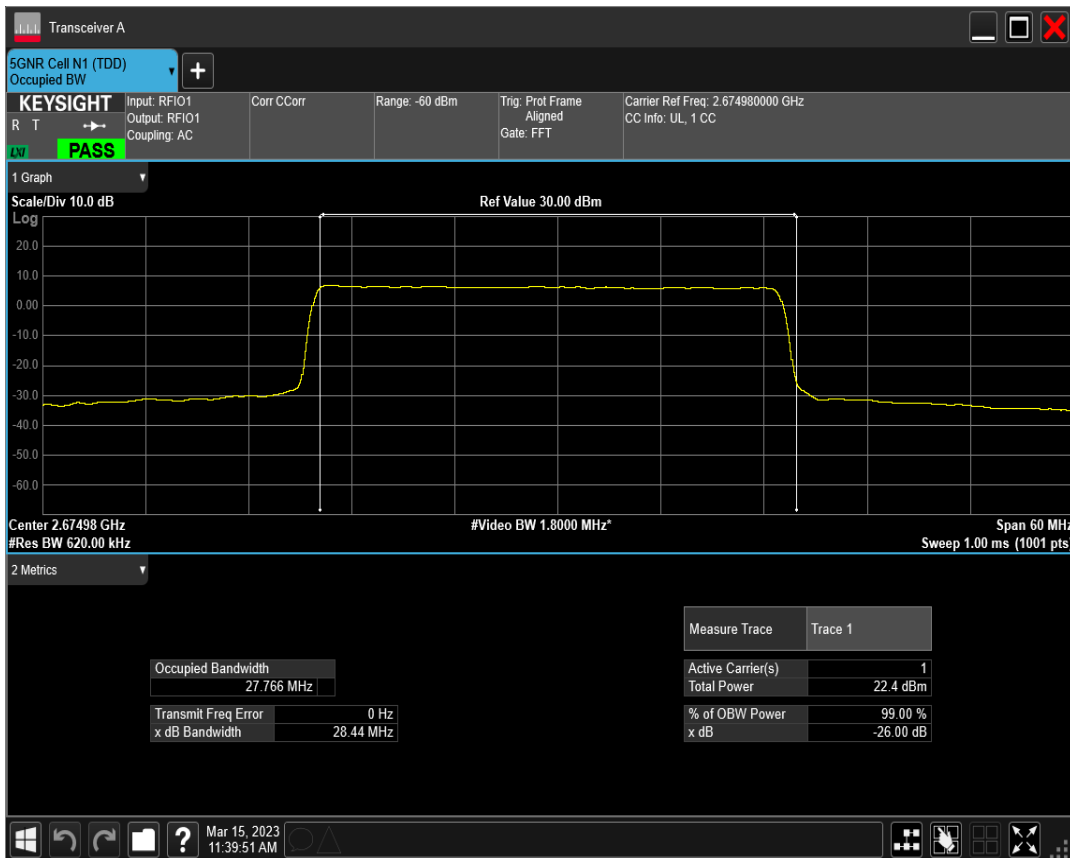 Transceiver A
5GNR Cell N1 (TDD)
Occupied BW
+
KEYSIGHT
R T
LXI
PASS
Input: RFIO1
Output: RFIO1
Coupling: AC
Corr CCorr
Range: -60 dBm
Trig: Prot Frame
Aligned
Gate: FFT
Carrier Ref Freq: 2.674980000 GHz
CC Info: UL, 1 CC
1 Graph
Scale/Div 10.0 dB
Ref Value 30.00 dBm
Log
20.0
10.0
0.00
-10.0
-20.0
-30.0
-40.0
-50.0
-60.0
Center 2.67498 GHz
#Video BW 1.8000 MHz*
Span 60 MHz
#Res BW 620.00 kHz
Sweep 1.00 ms (1001 pts)
2 Metrics
Measure Trace Trace 1
Occupied Bandwidth
27.766 MHz
Active Carrier(s) 1
Total Power 22.4 dBm
Transmit Freq Error 0 Hz
x dB Bandwidth 28.44 MHz
% of OBW Power 99.00 %
x dB -26.00 dB
?
Mar 15, 2023
11:39:51 AM